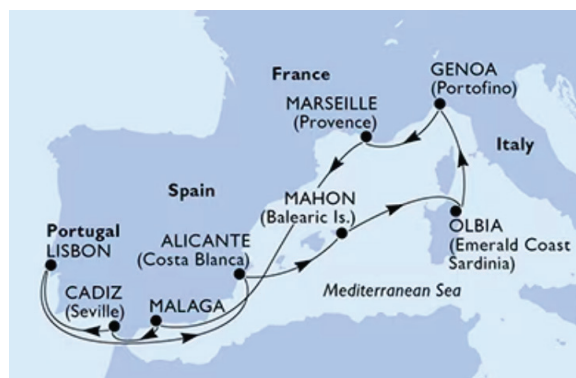 GENOA
(Portofino)
France
MARSEILLE
(Provence)
Italy
Spain
MAHON
(Balearic Is.)
OLBIA
(Emerald Coast
Sardinia)
Portugal
LISBON
ALICANTE
(Costa Blanca)
CADIZ
(Seville)
MALAGA
Mediterranean Sea